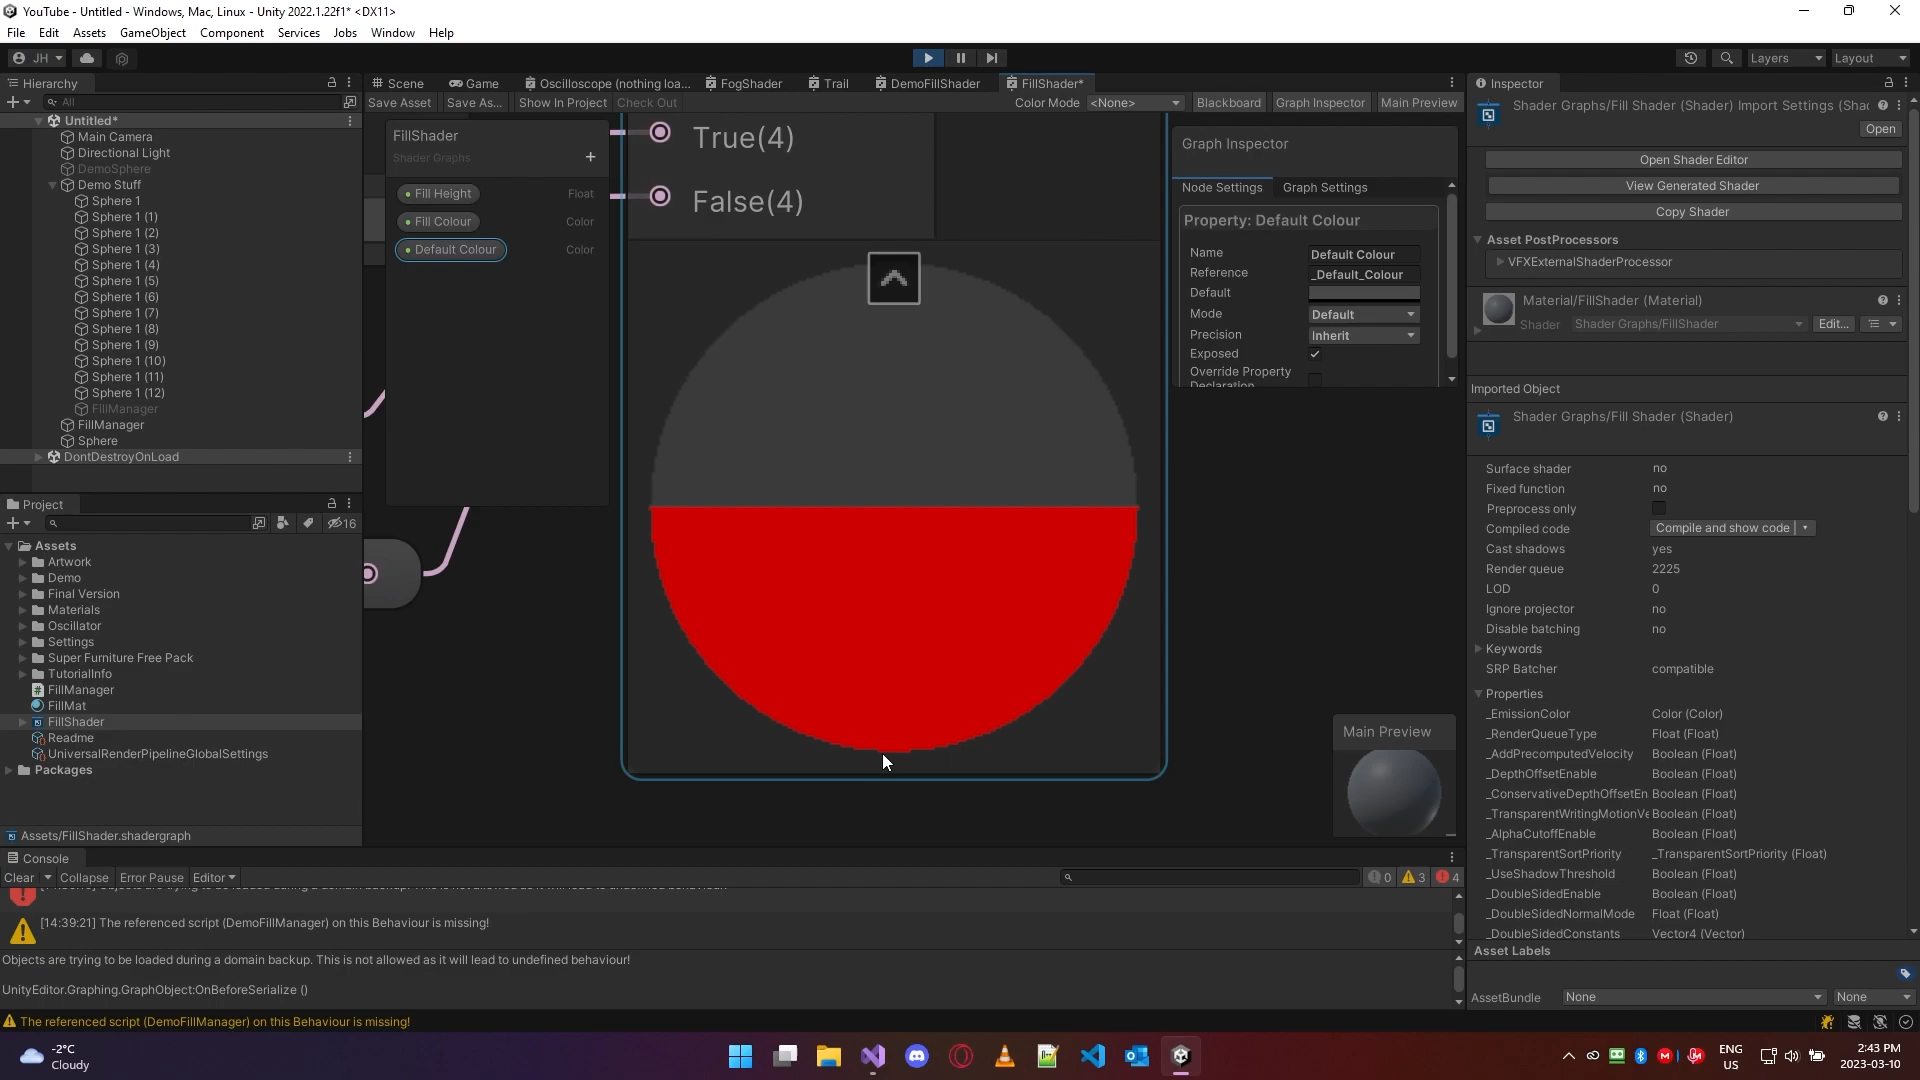 YouTube - Untitled - Windows, Mac, Linux - Unity 2022.1.22f1* <DX11>
File Edit Assets GameObject Component Services Jobs Window Help
JH
Layers
Layout
Hierarchy
All
Untitled*
Main Camera
Directional Light
DemoSphere
Demo Stuff
Sphere 1
Sphere 1 (1)
Sphere 1 (2)
Sphere 1 (3)
Sphere 1 (4)
Sphere 1 (5)
Sphere 1 (6)
Sphere 1 (7)
Sphere 1 (8)
Sphere 1 (9)
Sphere 1 (10)
Sphere 1 (11)
Sphere 1 (12)
FillManager
FillManager
Sphere
DontDestroyOnLoad
Project
16
Assets
Artwork
Demo
Final Version
Materials
Oscillator
Settings
Super Furniture Free Pack
TutorialInfo
FillManager
FillMat
FillShader
Readme
UniversalRenderPipelineGlobalSettings
Packages
Assets/FillShader.shadergraph
Scene Game Oscilloscope (nothing loa... FogShader Trail DemoFillShader FillShader*
Save Asset Save As... Show In Project Check Out Color Mode <None> Blackboard Graph Inspector Main Preview
FillShader
Shader Graphs
+
Fill Height Float
Fill Colour Color
Default Colour Color
True(4)
False(4)
Graph Inspector
Node Settings Graph Settings
Property: Default Colour
Name Default Colour
Reference _Default_Colour
Default
Mode Default
Precision Inherit
Exposed
Override Property
Declaration
Main Preview
Inspector
Shader Graphs/Fill Shader (Shader) Import Settings (Shac
Open
Open Shader Editor
View Generated Shader
Copy Shader
Asset PostProcessors
VFXExternalShaderProcessor
Material/FillShader (Material)
Shader Shader Graphs/FillShader Edit...
Imported Object
Shader Graphs/Fill Shader (Shader)
Surface shader no
Fixed function no
Preprocess only
Compiled code Compile and show code
Cast shadows yes
Render queue 2225
LOD 0
Ignore projector no
Disable batching no
Keywords
SRP Batcher compatible
Properties
_EmissionColor Color (Color)
_RenderQueueType Float (Float)
_AddPrecomputedVelocity Boolean (Float)
_DepthOffsetEnable Boolean (Float)
_ConservativeDepthOffsetEn Boolean (Float)
_TransparentWritingMotionVe Boolean (Float)
_AlphaCutoffEnable Boolean (Float)
_TransparentSortPriority _TransparentSortPriority (Float)
_UseShadowThreshold Boolean (Float)
_DoubleSidedEnable Boolean (Float)
_DoubleSidedNormalMode Float (Float)
_DoubleSidedConstants Vector4 (Vector)
Asset Labels
AssetBundle None None
Console
Clear Collapse Error Pause Editor 0 3 4
[14:39:21] The referenced script (DemoFillManager) on this Behaviour is missing!
Objects are trying to be loaded during a domain backup. This is not allowed as it will lead to undefined behaviour!
UnityEditor.Graphing.GraphObject:OnBeforeSerialize ()
The referenced script (DemoFillManager) on this Behaviour is missing!
-2°C
Cloudy
ENG
US
2:43 PM
2023-03-10